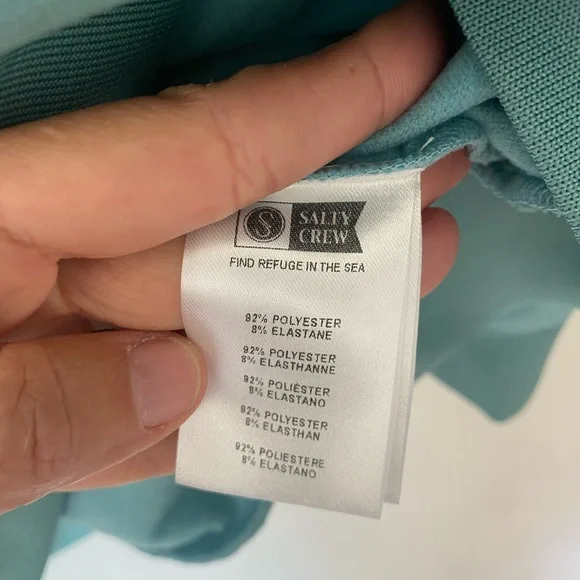 S
SALTY
CREW
FIND REFUGE IN THE SEA
92% POLYESTER
8% ELASTANE
92% POLYESTER
8% ELASTHANNE
92% POLIÉSTER
8% ELASTANO
92% POLYESTER
8% ELASTHAN
92% POLIESTERE
8% ELASTANO